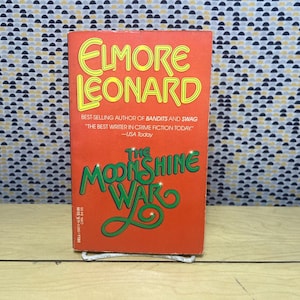 ELMORE
LEONARD
BEST-SELLING AUTHOR OF BANDITS AND SWAG
"THE BEST WRITER IN CRIME FICTION TODAY."
—USA Today
THE
MOONSHINE
WAR